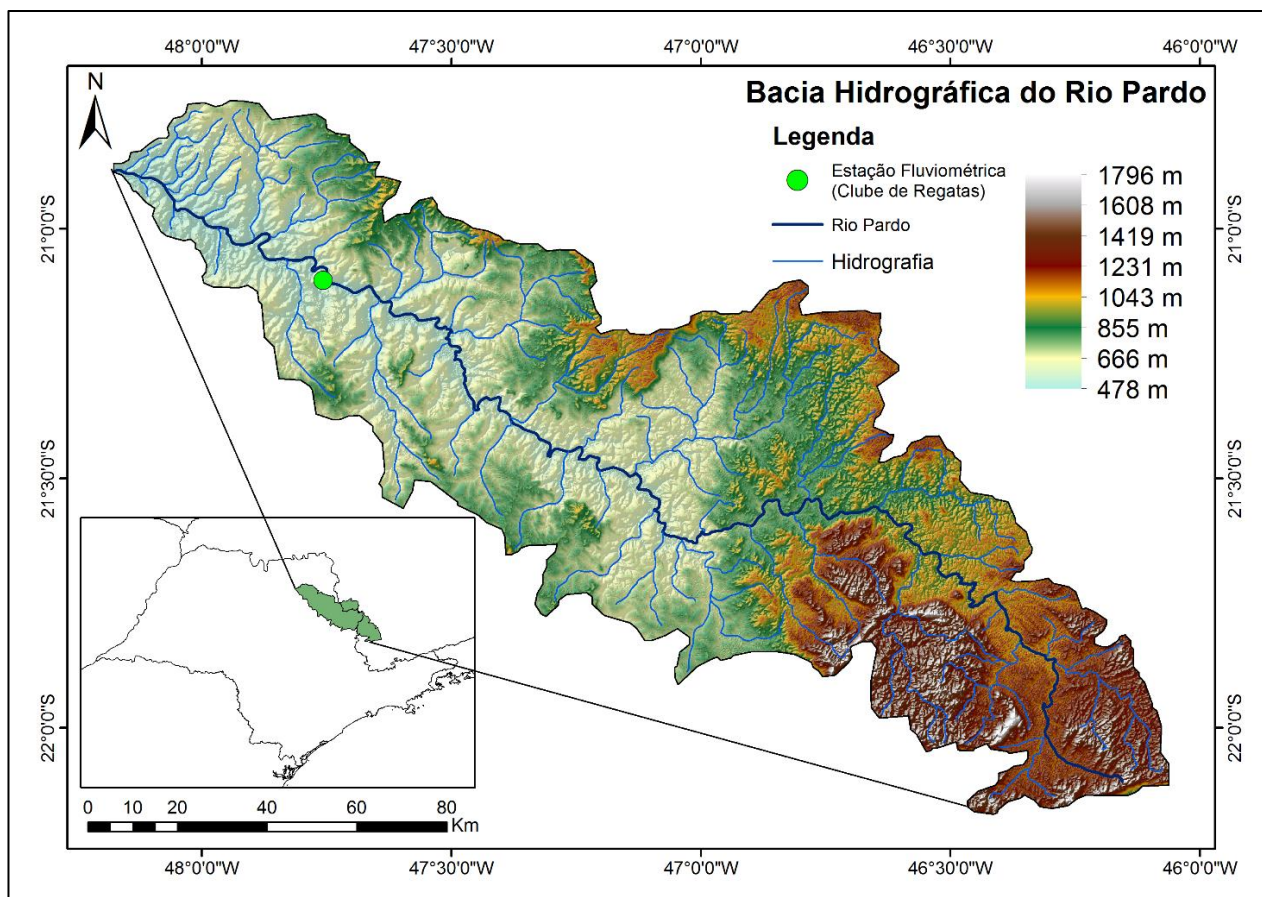 48°0'0"W 47°30'0"W 47°0'0"W 46°30'0"W 46°0'0"W
N
Bacia Hidrográfica do Rio Pardo
Legenda
Estação Fluviométrica
(Clube de Regatas)
Rio Pardo
Hidrografia
1796 m
1608 m
1419 m
1231 m
1043 m
855 m
666 m
478 m
21°0'0"S 21°0'0"S
21°30'0"S 21°30'0"S
22°0'0"S 22°0'0"S
0 10 20 40 60 80
Km
48°0'0"W 47°30'0"W 47°0'0"W 46°30'0"W 46°0'0"W